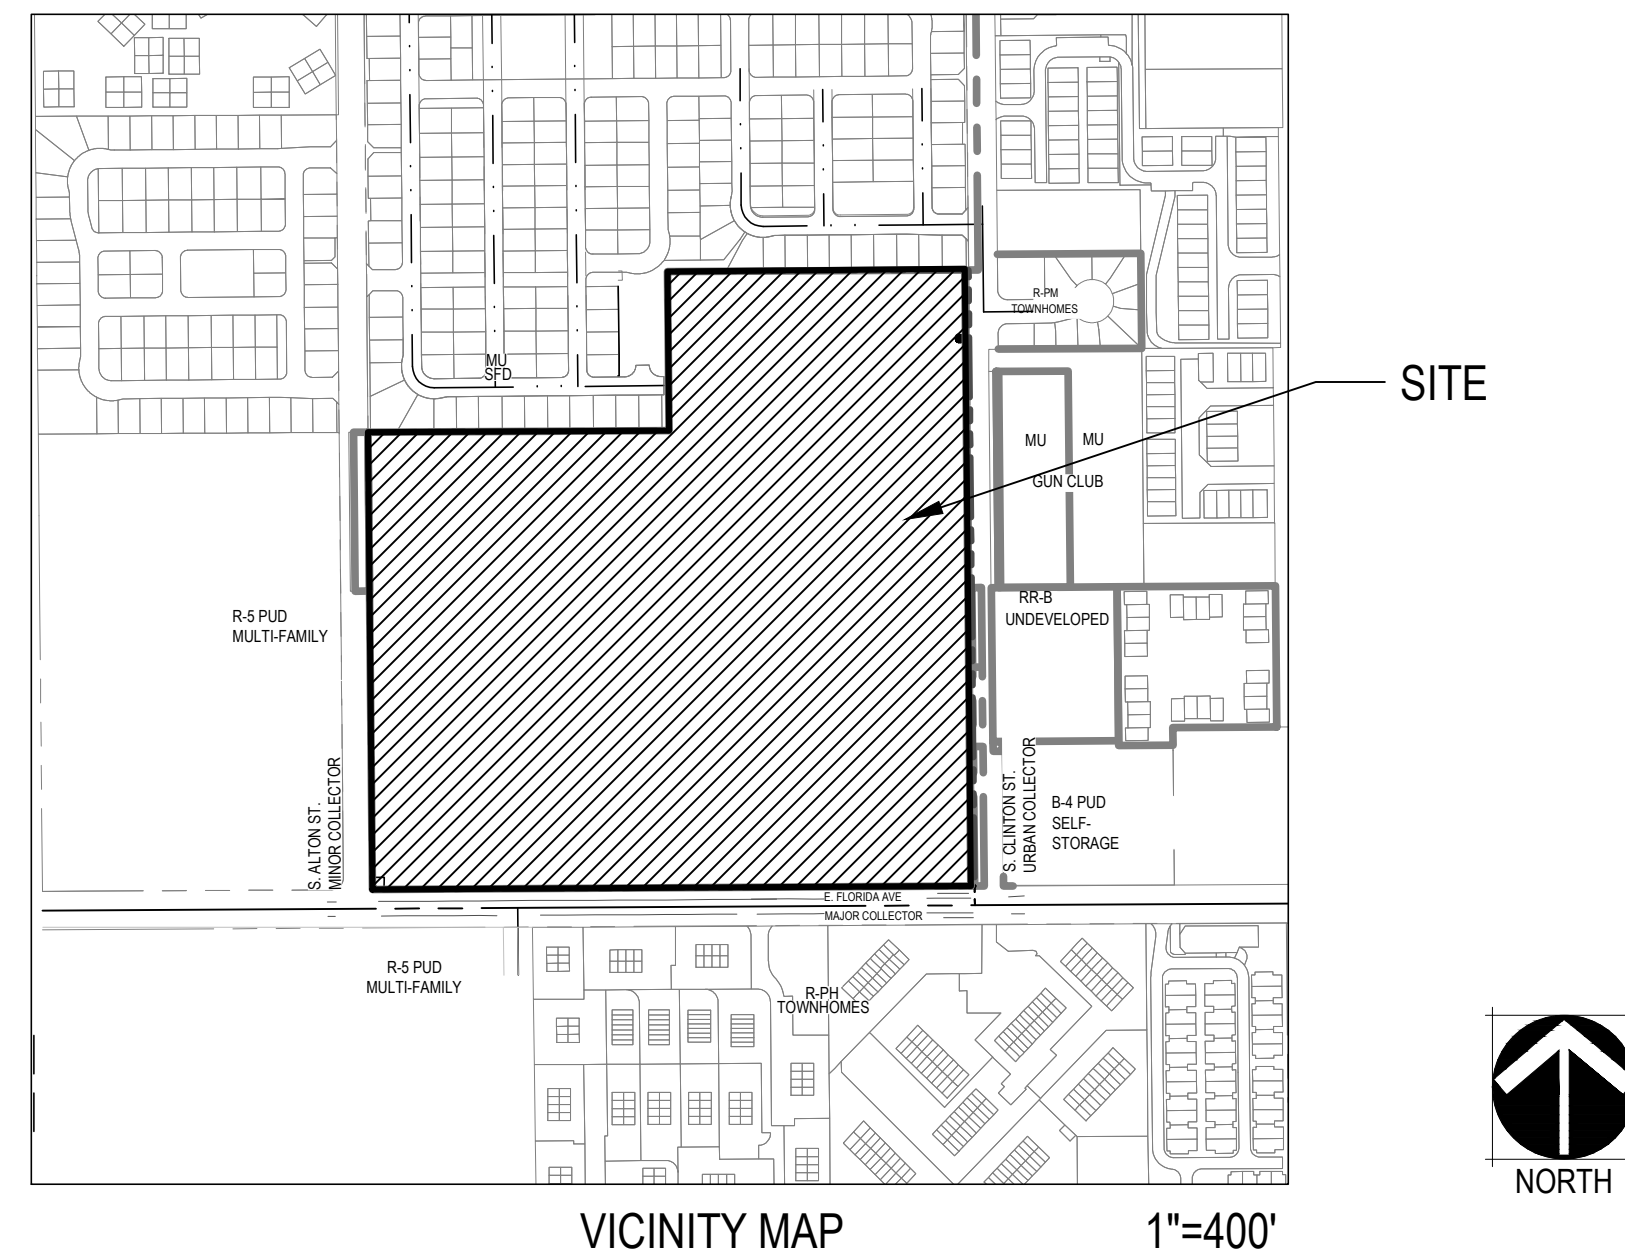 R-PM
TOWNHOMES
MU
SFD
SITE
MU
MU
GUN CLUB
RR-B
UNDEVELOPED
R-5 PUD
MULTI-FAMILY
S. ALTON ST.
MINOR COLLECTOR
S. CLINTON ST.
URBAN COLLECTOR
B-4 PUD
SELF-
STORAGE
E. FLORIDA AVE
MAJOR COLLECTOR
R-5 PUD
MULTI-FAMILY
R-PH
TOWNHOMES
NORTH
VICINITY MAP
1"=400'